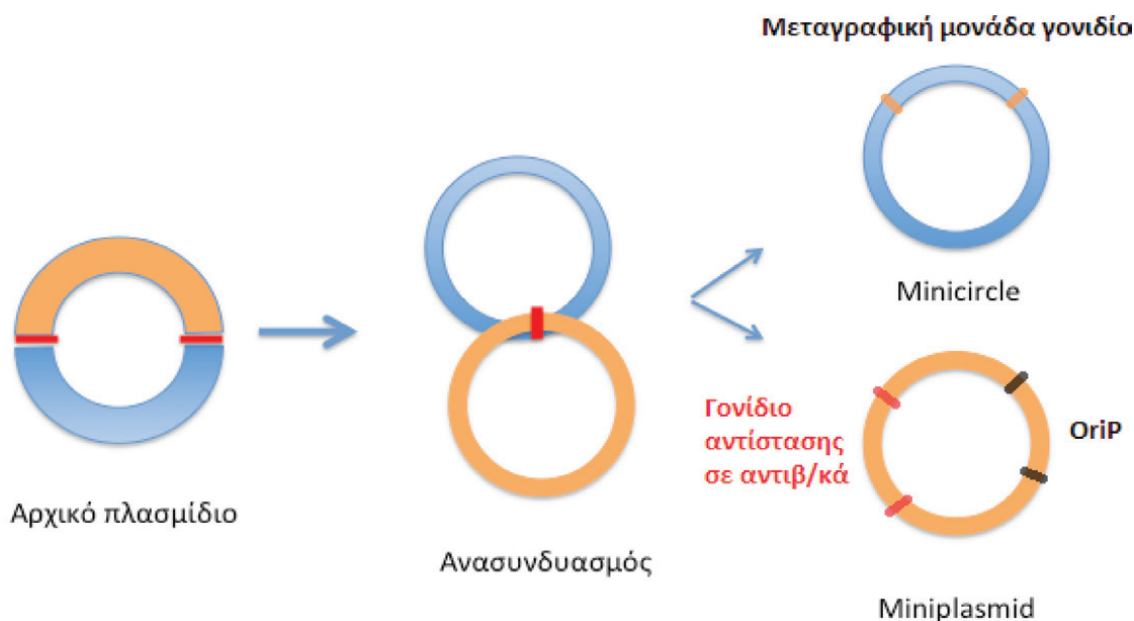 Μεταγραφική μονάδα γονιδίο
Minicircle
Γονίδιο
αντίστασης
σε αντιβ/κά
OriP
Αρχικό πλασμίδιο
Ανασυνδυασμός
Miniplasmid